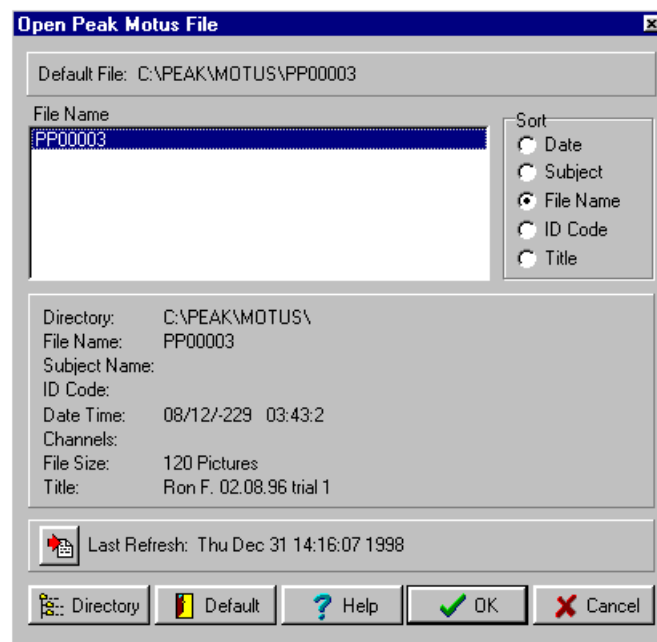 Open Peak Motus File
Default File: C:\PEAK\MOTUS\PP00003
File Name
PP00003
Sort
Date
Subject
File Name
ID Code
Title
Directory: C:\PEAK\MOTUS\
File Name: PP00003
Subject Name:
ID Code:
Date Time: 08/12/-229 03:43:2
Channels:
File Size: 120 Pictures
Title: Ron F. 02.08.96 trial 1
Last Refresh: Thu Dec 31 14:16:07 1998
Directory Default Help OK Cancel